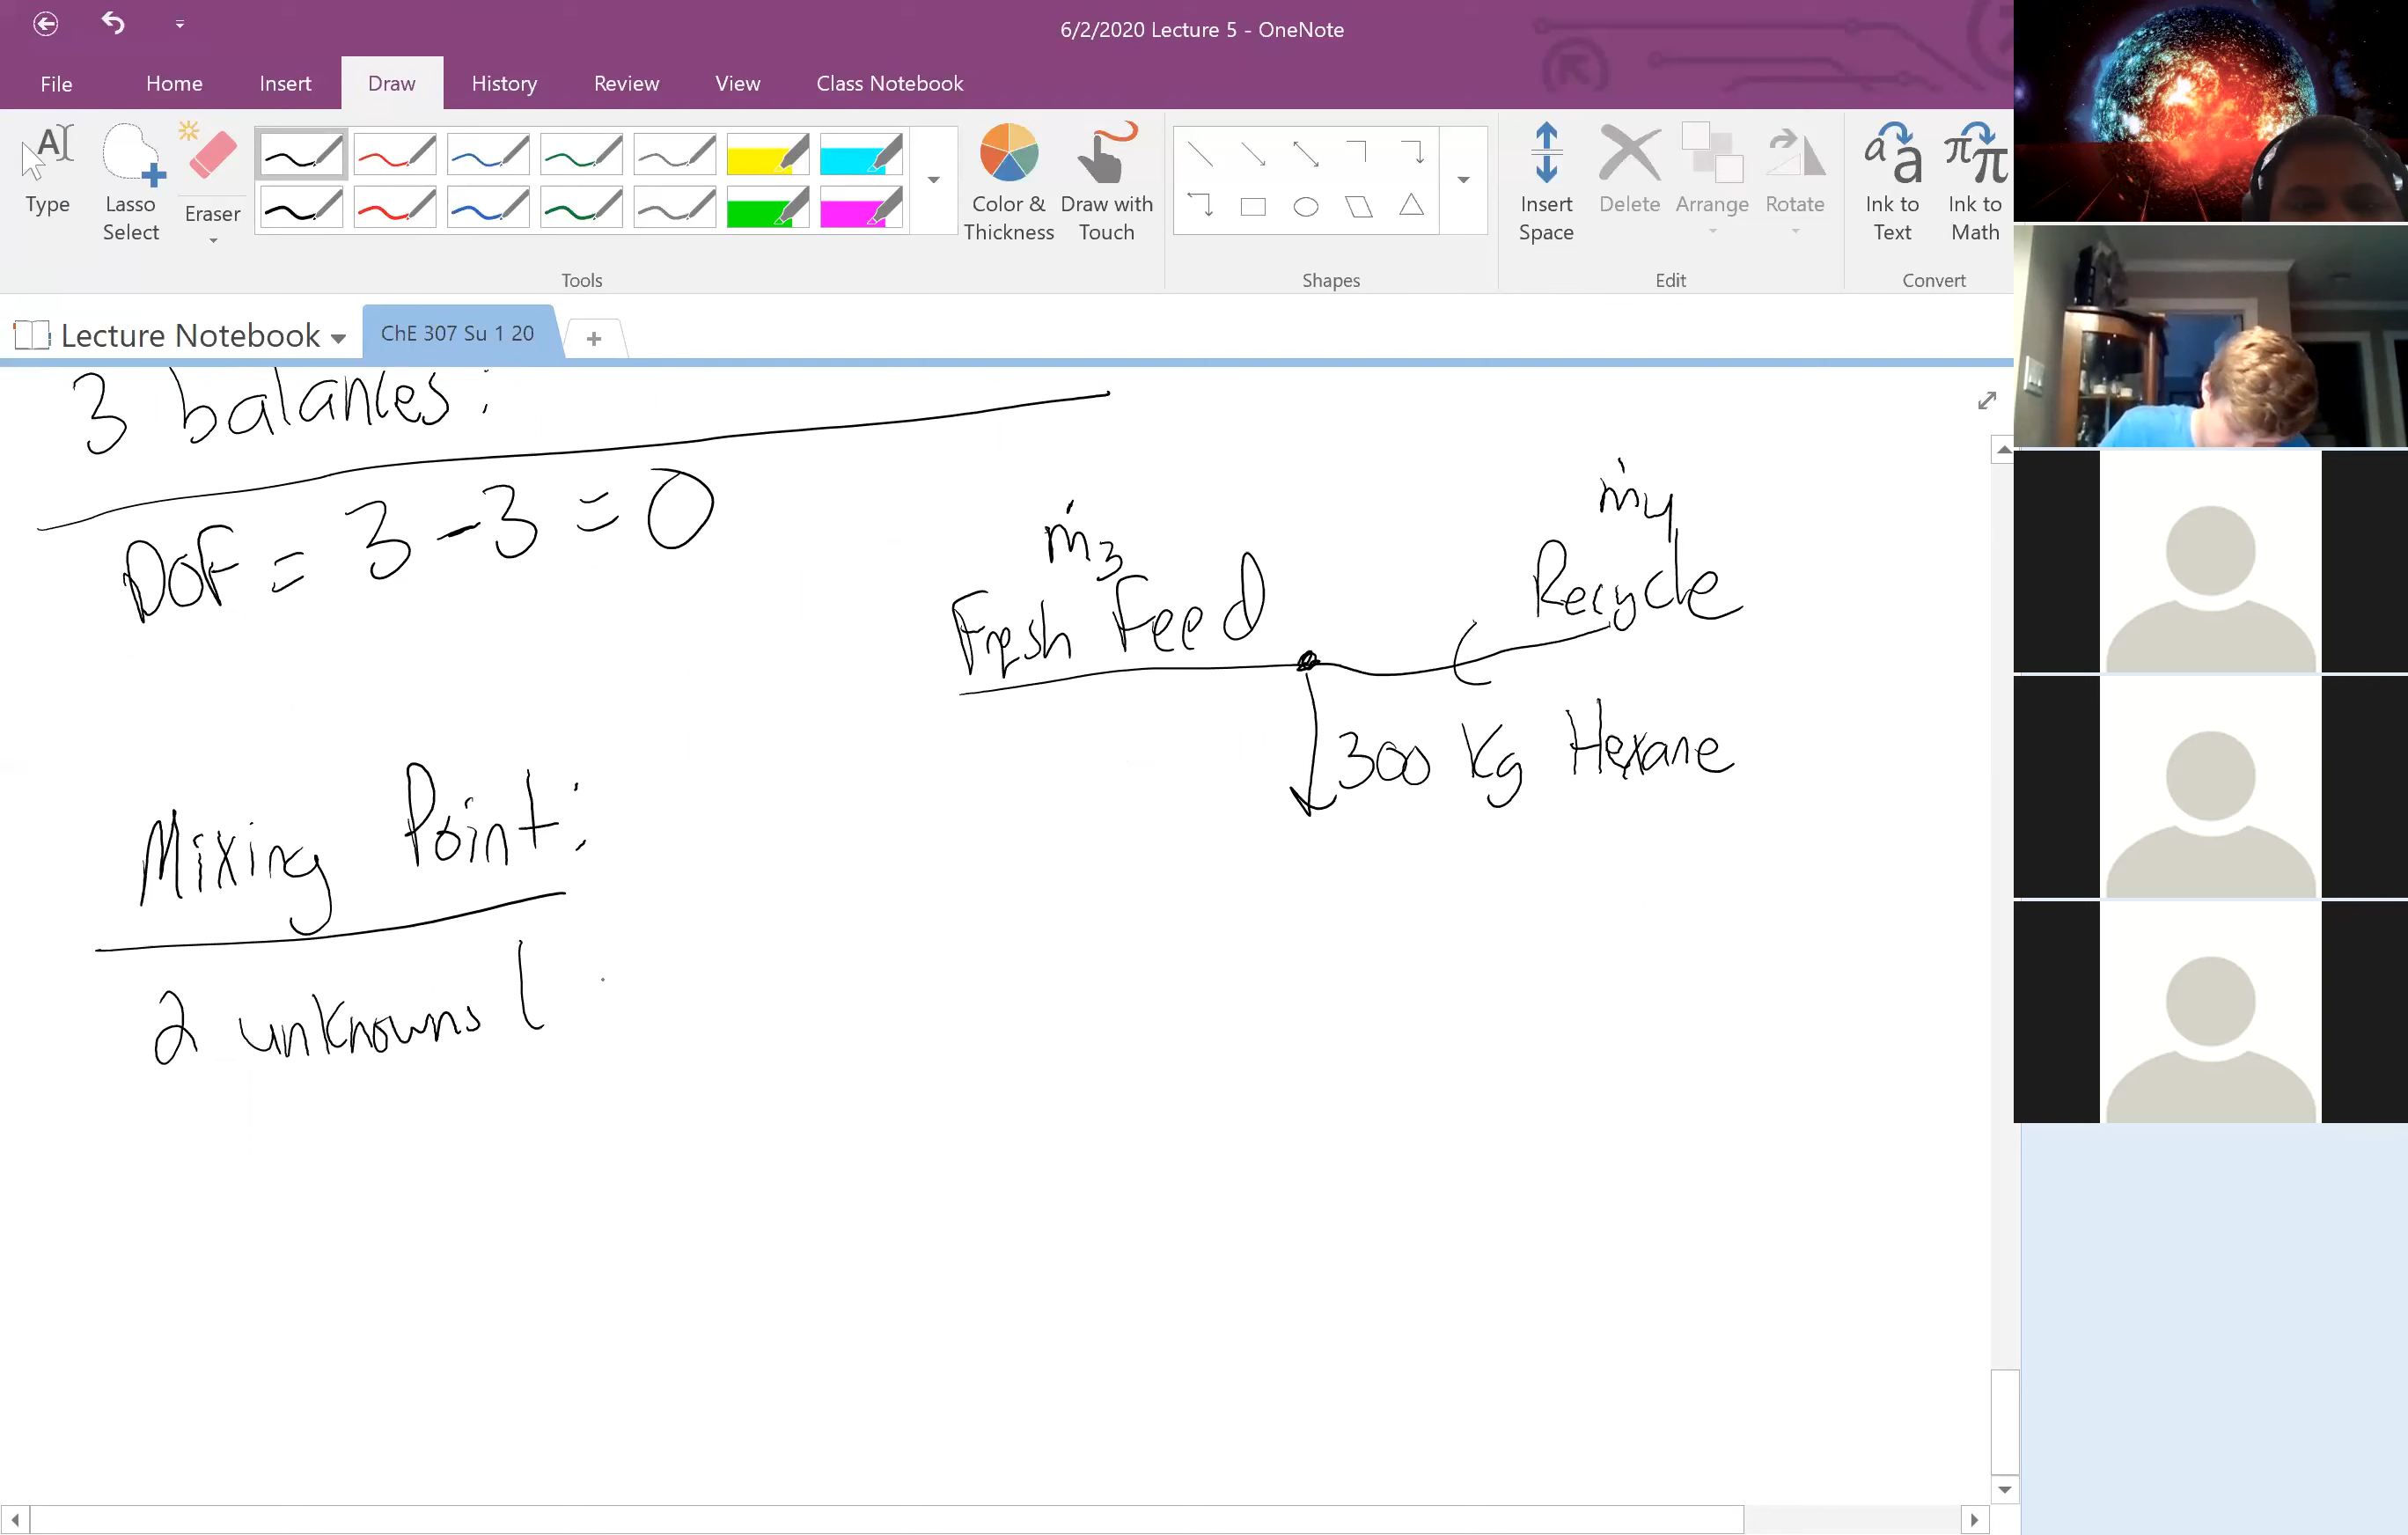 6/2/2020 Lecture 5 - OneNote
File Home Insert Draw History Review View Class Notebook
Type
Lasso Select
Eraser
Color & Thickness
Draw with Touch
Insert Space
Delete
Arrange
Rotate
Ink to Text
Ink to Math
Tools
Shapes
Edit
Convert
Lecture Notebook
ChE 307 Su 1 20
3 balances:
DOF = 3 - 3 = 0
ṁ3
Fresh Feed
ṁ4
Recycle
300 Kg Hexane
Mixing Point:
2 unknowns (